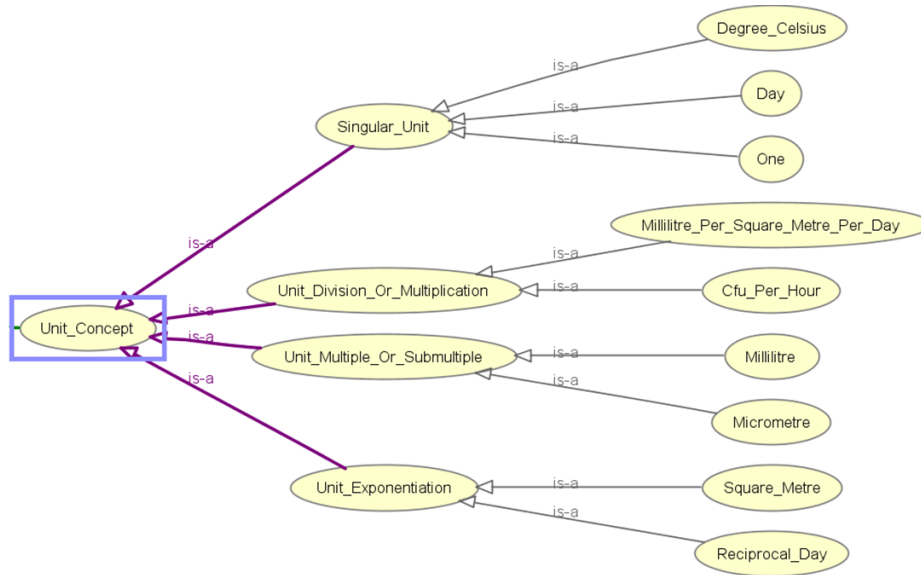 Degree_Celsius
is-a
Day
is-a
Singular_Unit
is-a
One
Millilitre_Per_Square_Metre_Per_Day
is-a
is-a
Unit_Division_Or_Multiplication
Cfu_Per_Hour
is-a
is-a
Unit_Concept
is-a
Unit_Multiple_Or_Submultiple
is-a
Millilitre
is-a
is-a
Micrometre
Unit_Exponentiation
is-a
Square_Metre
is-a
Reciprocal_Day